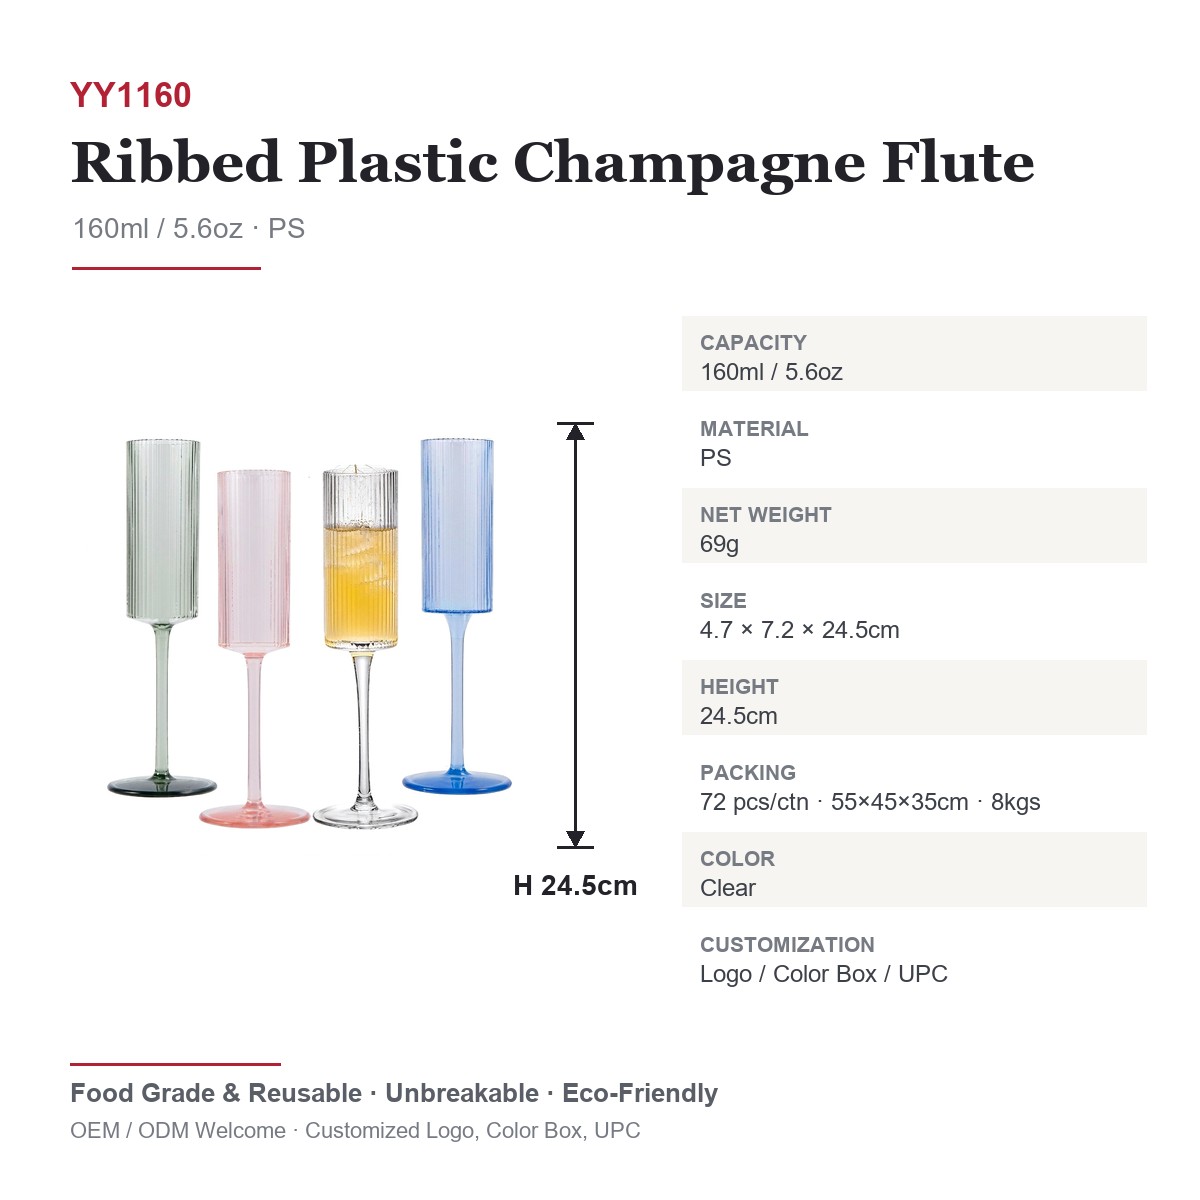 YY1160
Ribbed Plastic Champagne Flute
160ml / 5.6oz · PS
CAPACITY
160ml / 5.6oz
MATERIAL
PS
NET WEIGHT
69g
SIZE
4.7 × 7.2 × 24.5cm
HEIGHT
24.5cm
PACKING
72 pcs/ctn · 55×45×35cm · 8kgs
COLOR
Clear
CUSTOMIZATION
Logo / Color Box / UPC
H 24.5cm
Food Grade & Reusable · Unbreakable · Eco-Friendly
OEM / ODM Welcome · Customized Logo, Color Box, UPC